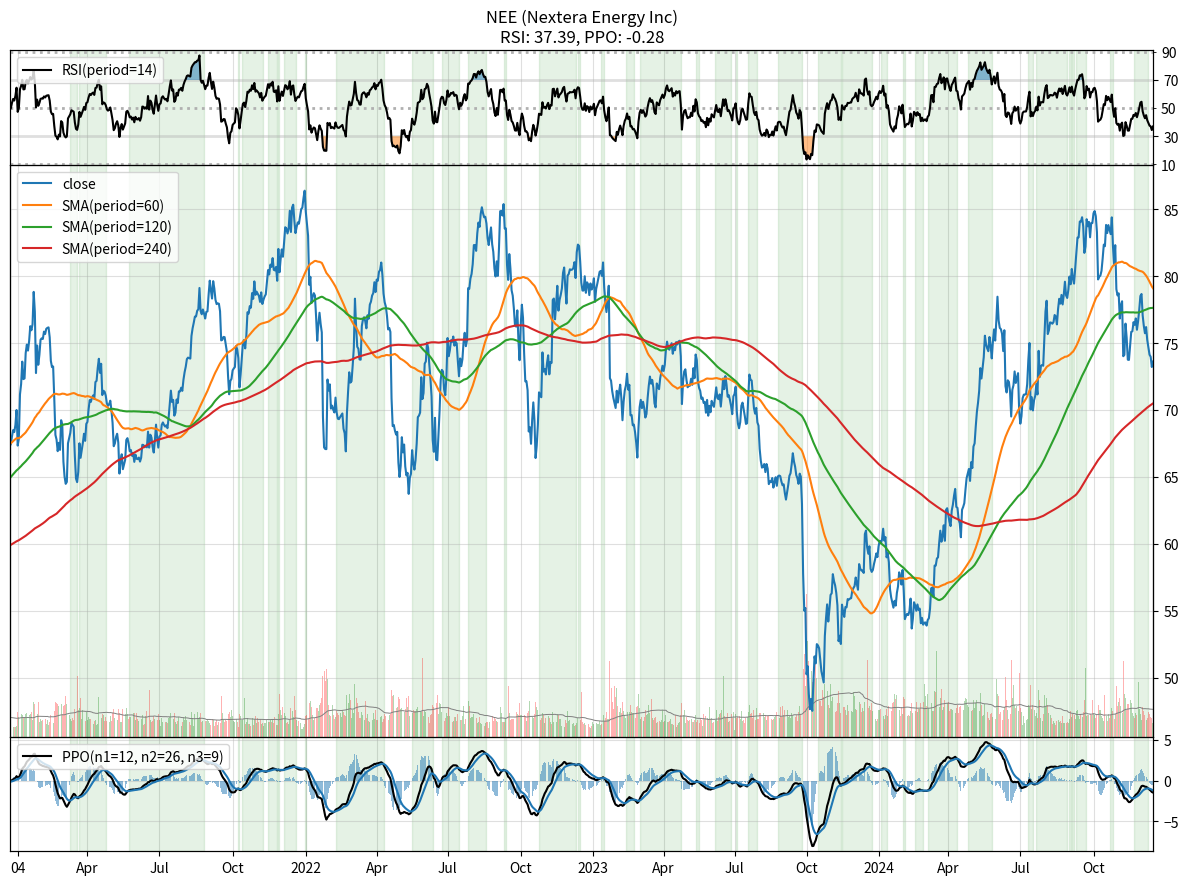 NEE (Nextera Energy Inc)
RSI: 37.39, PPO: -0.28
RSI(period=14)
90
70
50
30
10
close
SMA(period=60)
SMA(period=120)
SMA(period=240)
85
80
75
70
65
60
55
50
PPO(n1=12, n2=26, n3=9)
5
0
−5
04 Apr Jul Oct 2022 Apr Jul Oct 2023 Apr Jul Oct 2024 Apr Jul Oct